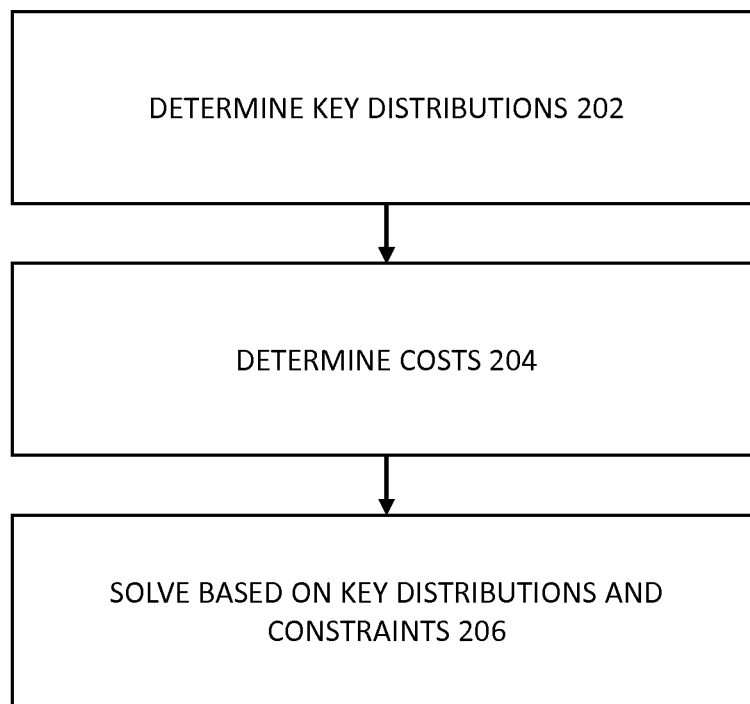 DETERMINE KEY DISTRIBUTIONS 202
DETERMINE COSTS 204
SOLVE BASED ON KEY DISTRIBUTIONS AND
CONSTRAINTS 206